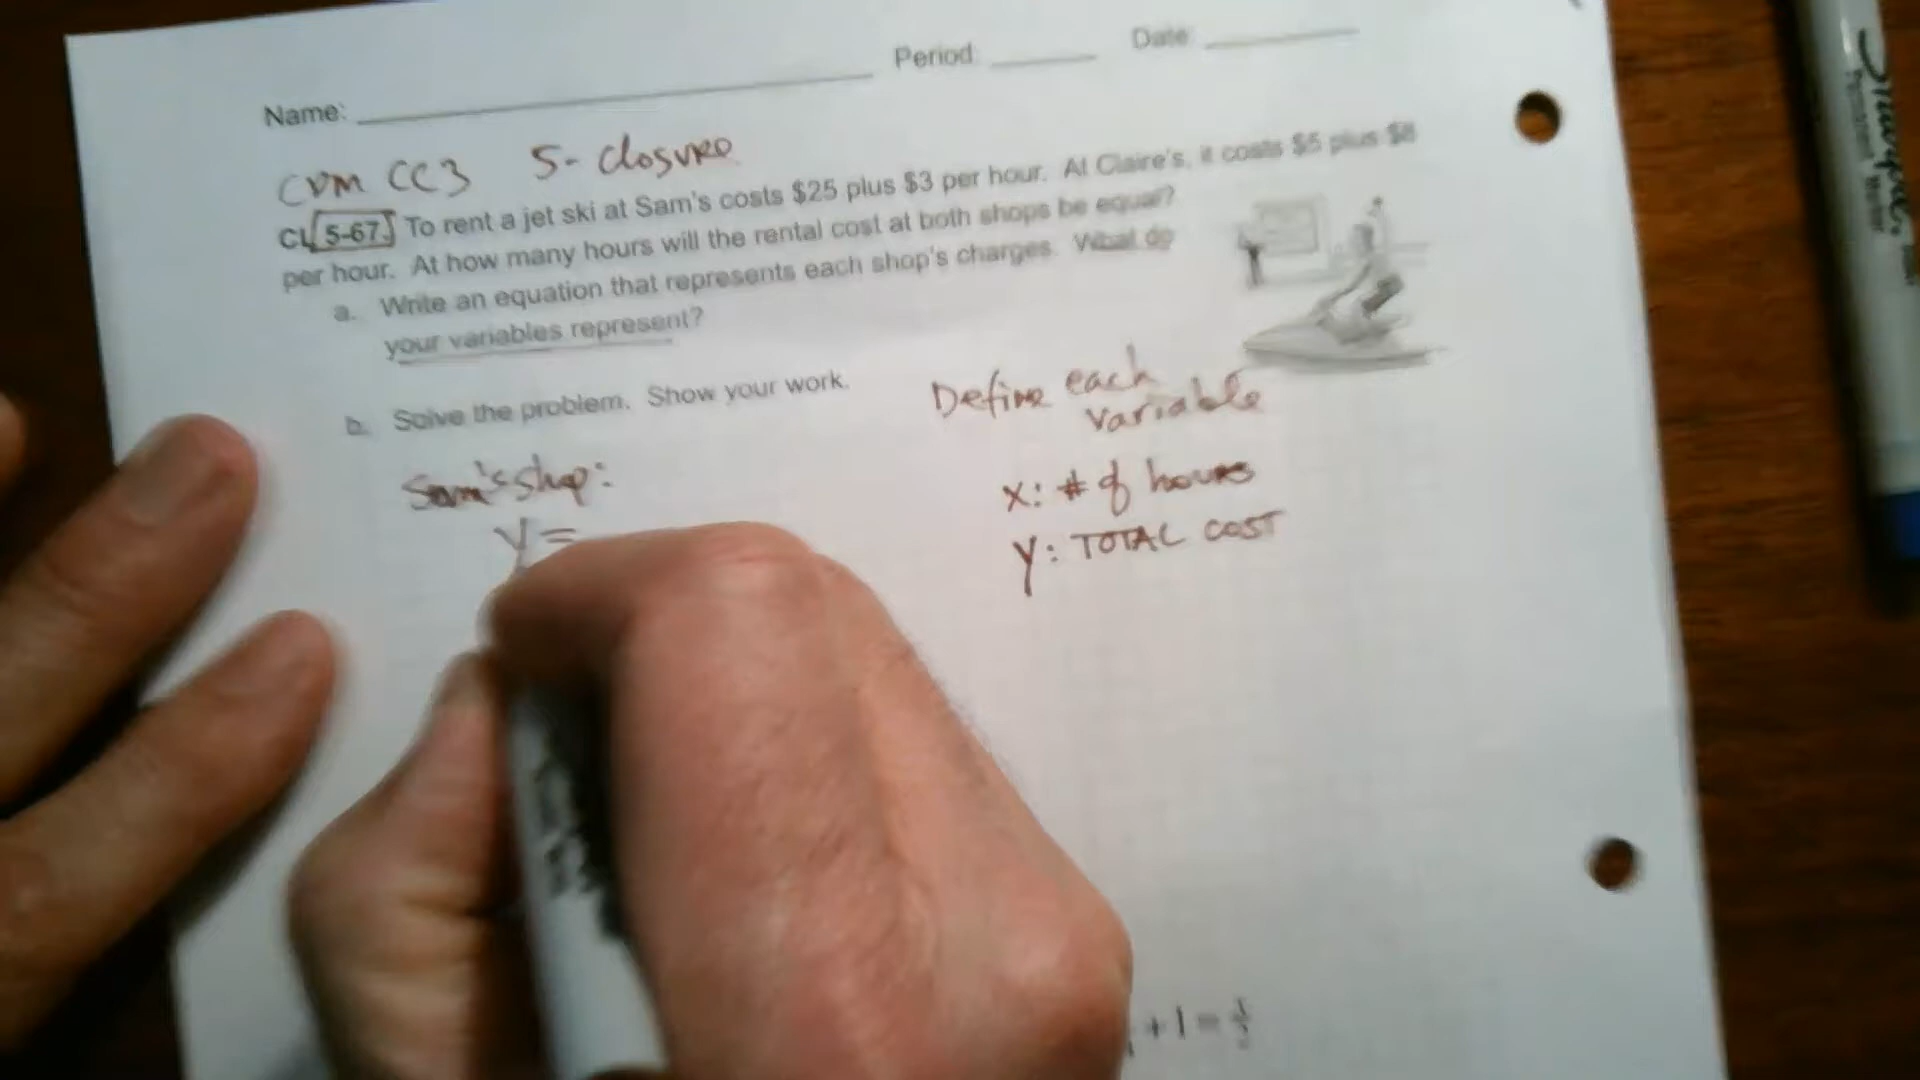 Name:
Period
Date
CPM CC3 5- Closure
CL 5-67. To rent a jet ski at Sam's costs $25 plus $3 per hour. At Claire's, it costs $5 plus $8
per hour. At how many hours will the rental cost at both shops be equal?
a. Write an equation that represents each shop's charges. What do
your variables represent?
b. Solve the problem. Show your work.
Define each
variable
Sam's shop:
x: # of hours
y =
y: TOTAL COST